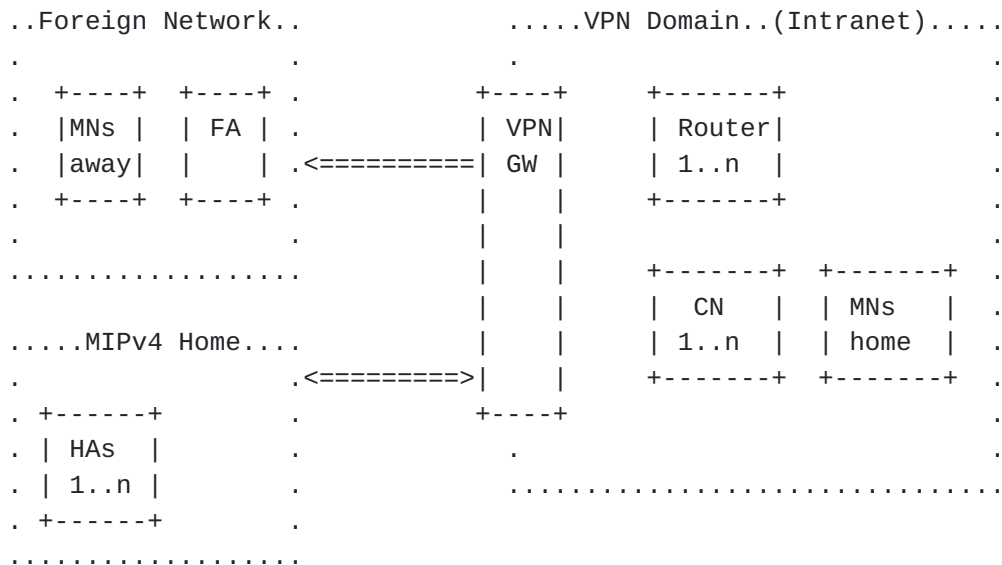 ..Foreign Network..             .....VPN Domain..(Intranet).....
.                 .             .                              .
.  +----+  +----+ .           +----+     +-------+             .
.  |MNs |  | FA | .           | VPN|     | Router|             .
.  |away|  |    | .<==========| GW |     | 1..n  |             .
.  +----+  +----+ .           |    |     +-------+             .
.                 .           |    |                           .
...................           |    |     +-------+  +-------+  .
                              |    |     |  CN   |  | MNs   |  .
.....MIPv4 Home....           |    |     | 1..n  |  | home  |  .
.                 .<=========>|    |     +-------+  +-------+  .
. +------+        .           +----+                           .
. | HAs  |        .             .                              .
. | 1..n |        .             ................................
. +------+        .
...................